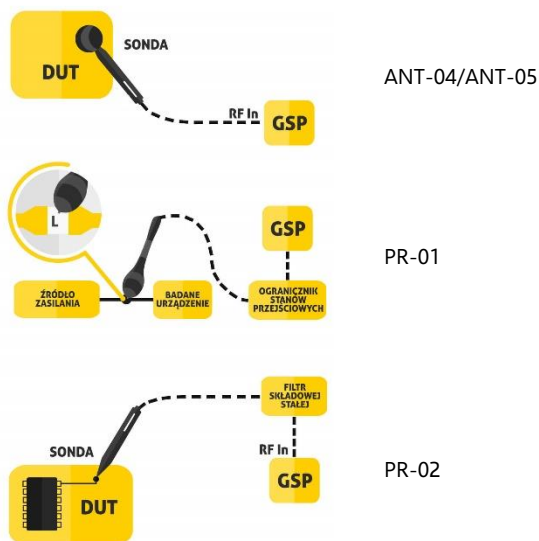 SONDA
DUT
RF In
GSP
ANT-04/ANT-05
L
GSP
ŹRÓDŁO
ZASILANIA
BADANE
URZĄDZENIE
OGRANICZNIK
STANÓW
PRZEJŚCIOWYCH
PR-01
FILTR
SKŁADOWEJ
STAŁEJ
SONDA
RF In
DUT
GSP
PR-02